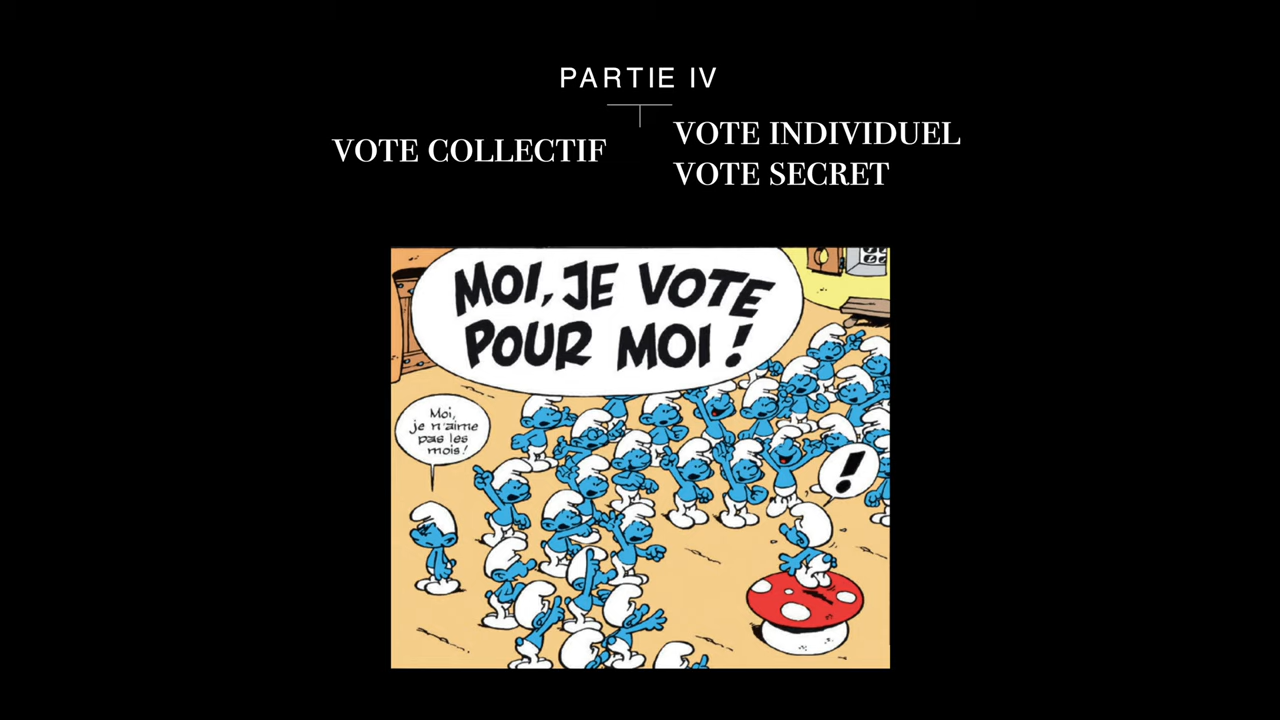 PARTIE IV
VOTE COLLECTIF
VOTE INDIVIDUEL
VOTE SECRET
MOI, JE VOTE
POUR MOI !
Moi,
je n'aime
pas les
mois!
!